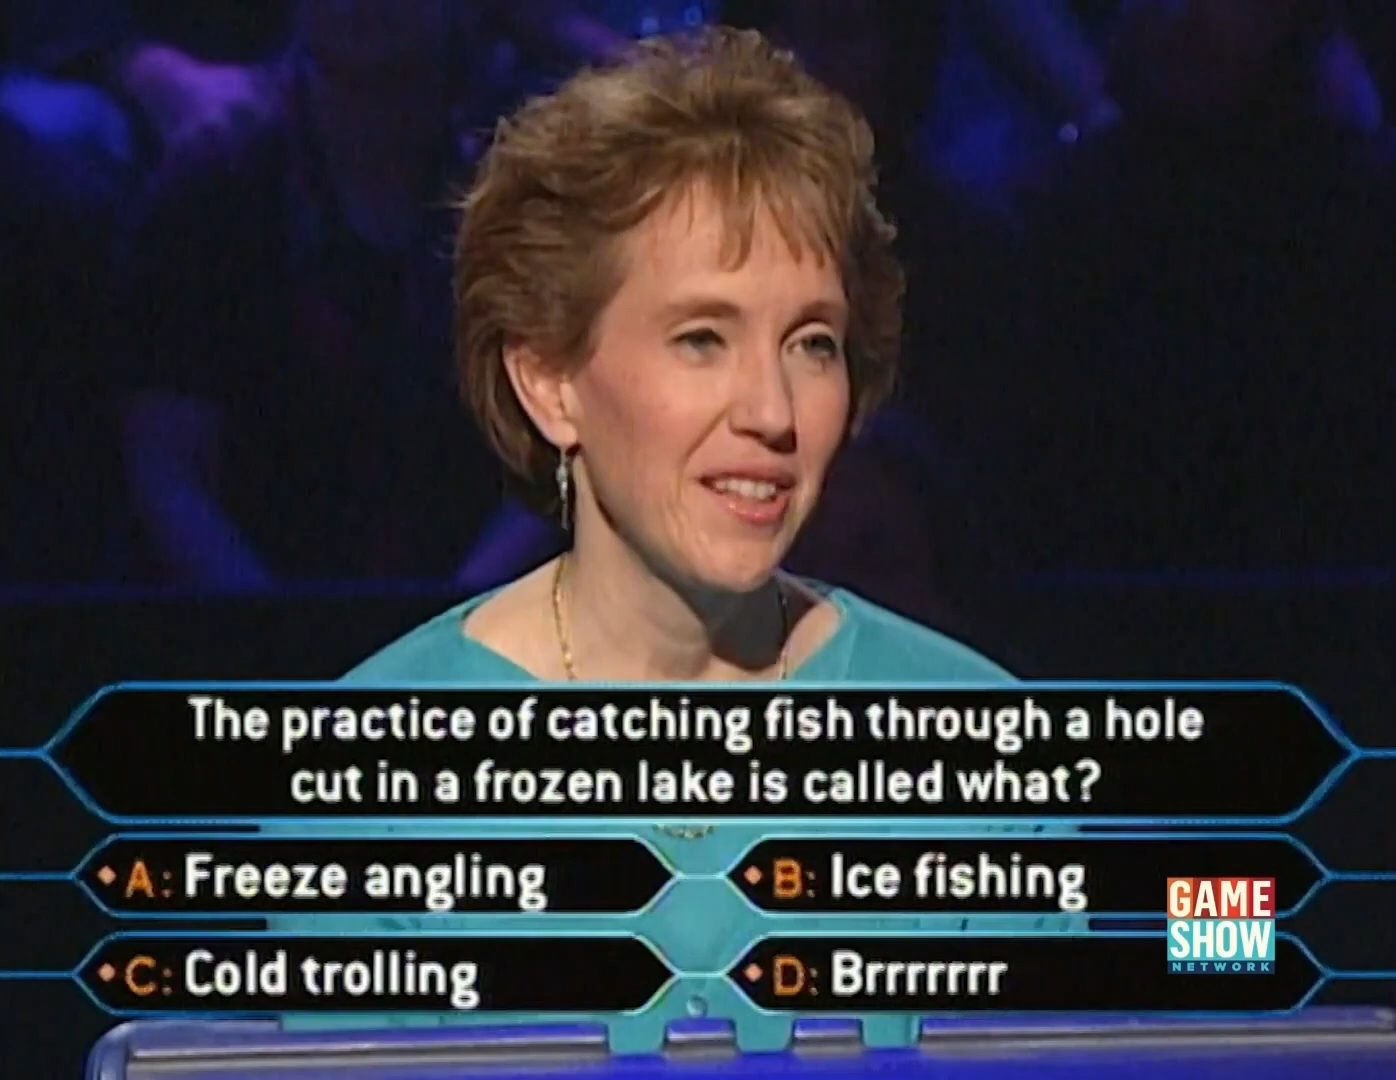 The practice of catching fish through a hole
cut in a frozen lake is called what?
A: Freeze angling
B: Ice fishing
C: Cold trolling
D: Brrrrrrr
GAME
SHOW
NETWORK